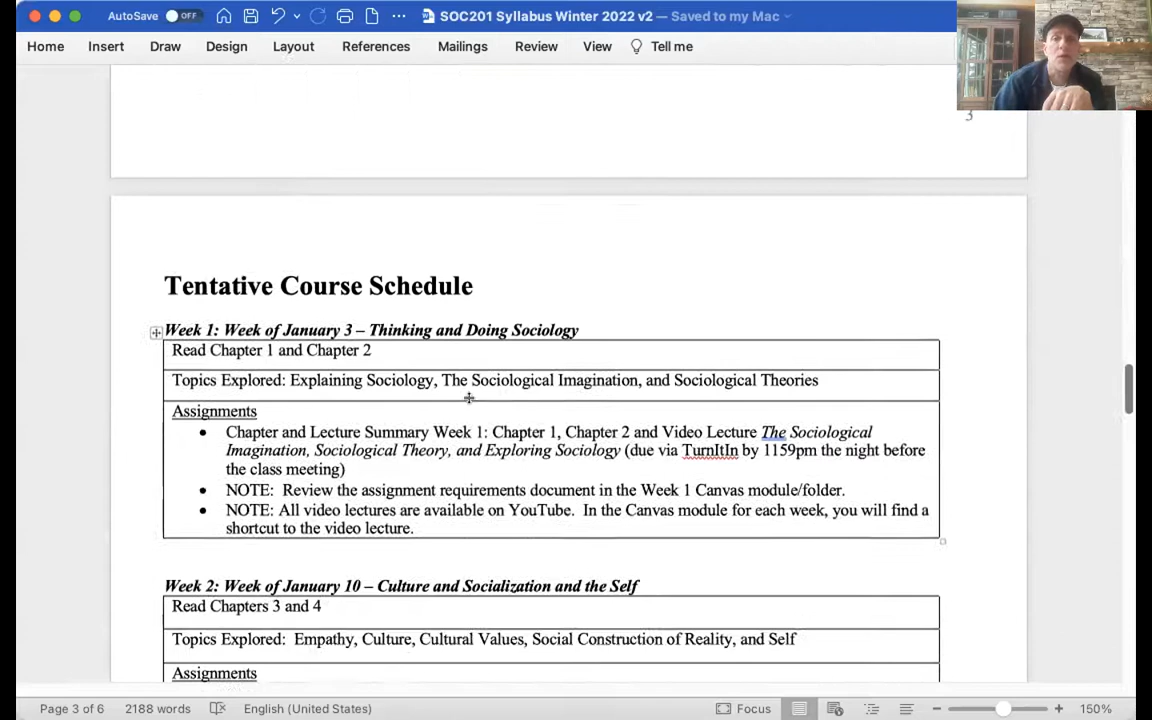 AutoSave OFF SOC201 Syllabus Winter 2022 v2 — Saved to my Mac
Home Insert Draw Design Layout References Mailings Review View Tell me
3
Tentative Course Schedule
Week 1: Week of January 3 – Thinking and Doing Sociology
Read Chapter 1 and Chapter 2
Topics Explored: Explaining Sociology, The Sociological Imagination, and Sociological Theories
Assignments
• Chapter and Lecture Summary Week 1: Chapter 1, Chapter 2 and Video Lecture The Sociological
Imagination, Sociological Theory, and Exploring Sociology (due via TurnItIn by 1159pm the night before
the class meeting)
• NOTE:  Review the assignment requirements document in the Week 1 Canvas module/folder.
• NOTE: All video lectures are available on YouTube.  In the Canvas module for each week, you will find a
shortcut to the video lecture.
Week 2: Week of January 10 – Culture and Socialization and the Self
Read Chapters 3 and 4
Topics Explored:  Empathy, Culture, Cultural Values, Social Construction of Reality, and Self
Assignments
Page 3 of 6 2188 words English (United States) Focus 150%